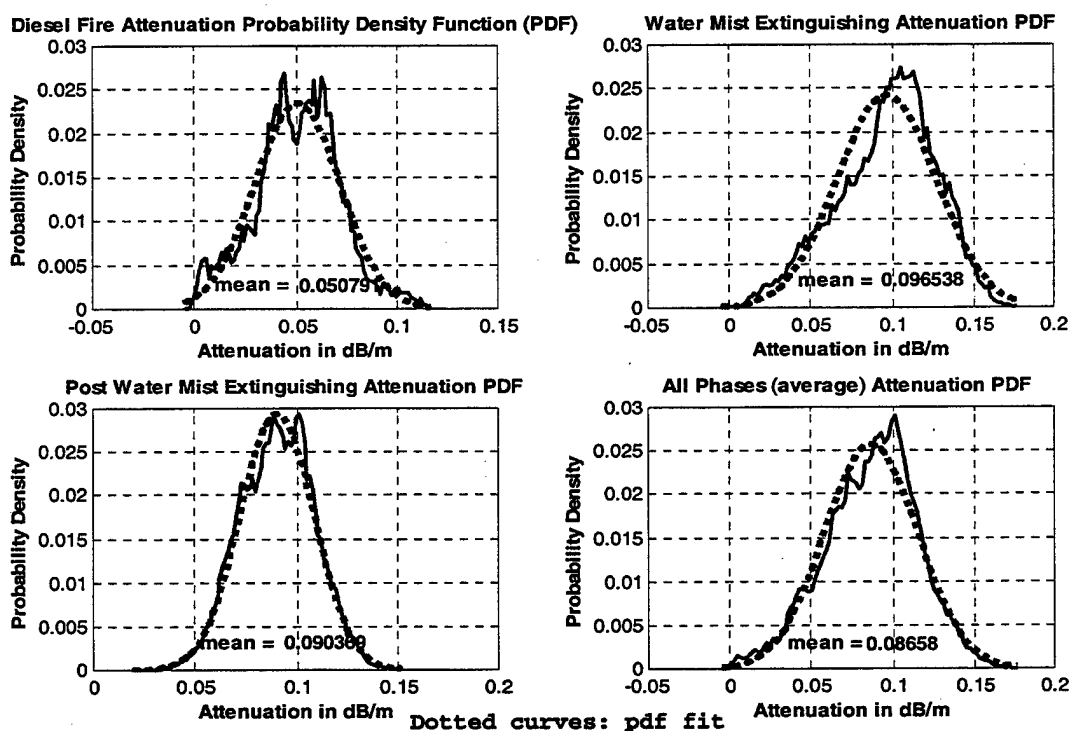 Diesel Fire Attenuation Probability Density Function (PDF)
0.03
0.025
0.02
0.015
0.01
0.005
0
Probability Density
mean = 0.050791
-0.05 0 0.05 0.1 0.15
Attenuation in dB/m
Water Mist Extinguishing Attenuation PDF
0.03
0.025
0.02
0.015
0.01
0.005
0
Probability Density
mean = 0.096538
-0.05 0 0.05 0.1 0.15 0.2
Attenuation in dB/m
Post Water Mist Extinguishing Attenuation PDF
0.03
0.025
0.02
0.015
0.01
0.005
0
Probability Density
mean = 0.090369
0 0.05 0.1 0.15 0.2
Attenuation in dB/m
All Phases (average) Attenuation PDF
0.03
0.025
0.02
0.015
0.01
0.005
0
Probability Density
mean = 0.08658
-0.05 0 0.05 0.1 0.15 0.2
Attenuation in dB/m
Dotted curves: pdf fit